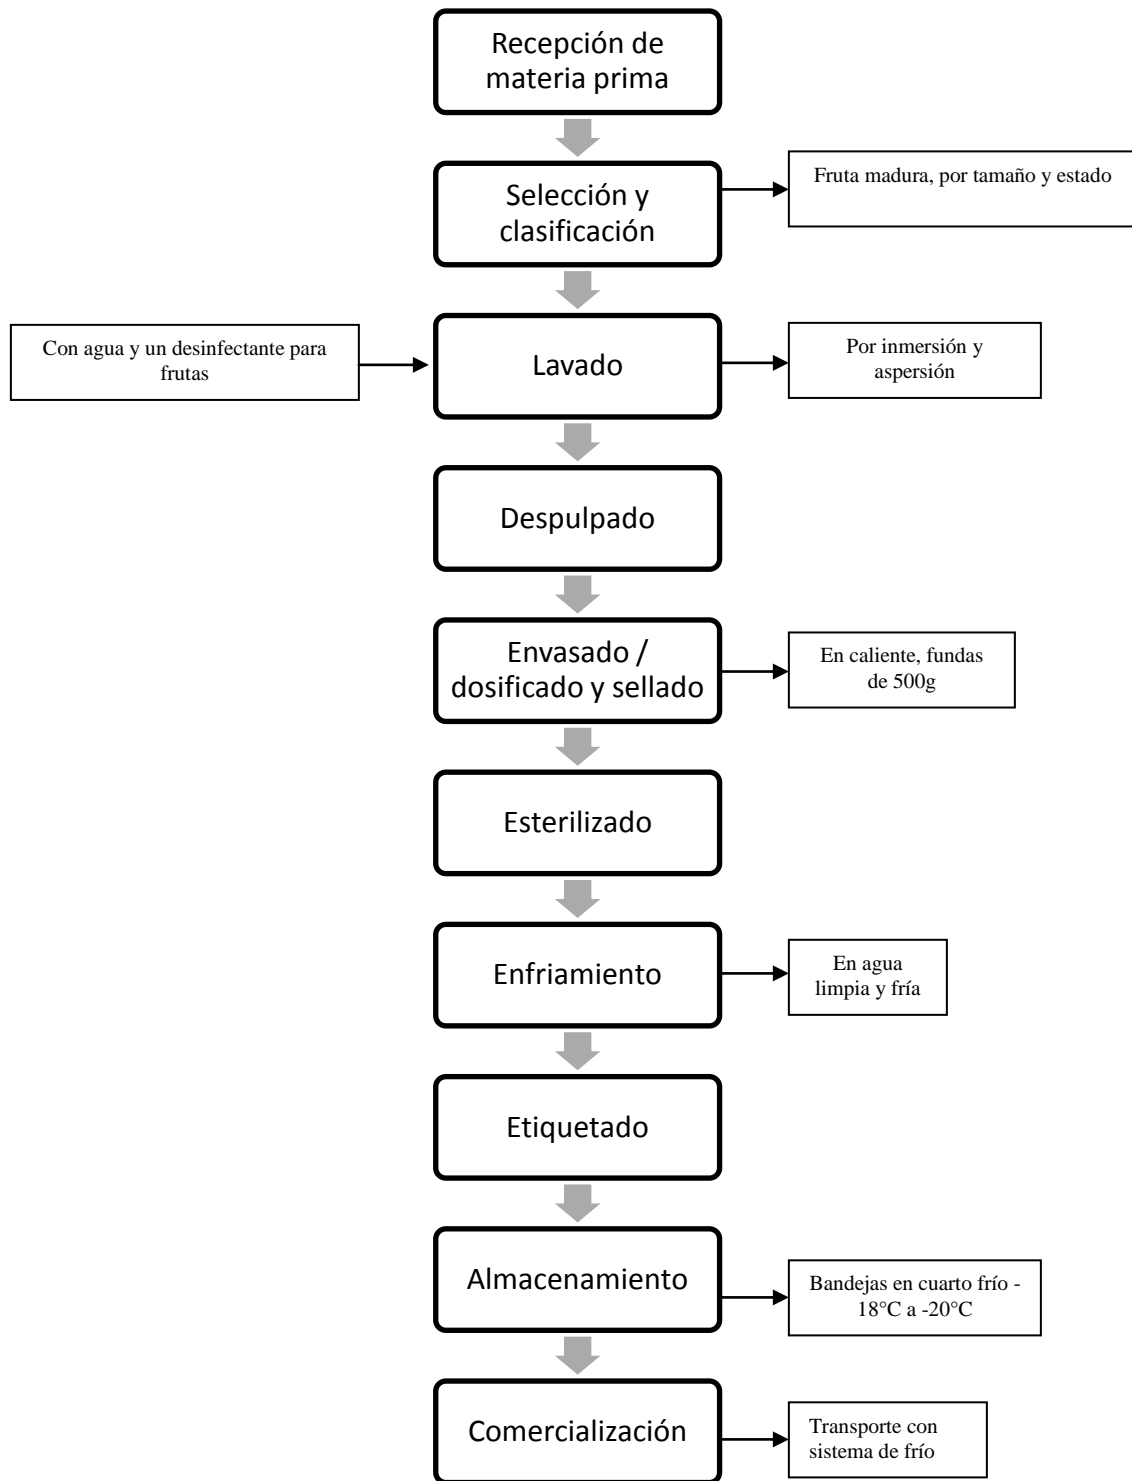 Recepción de
materia prima
Selección y
clasificación
Fruta madura, por tamaño y estado
Con agua y un desinfectante para
frutas
Lavado
Por inmersión y
aspersión
Despulpado
Envasado /
dosificado y sellado
En caliente, fundas
de 500g
Esterilizado
Enfriamiento
En agua
limpia y fría
Etiquetado
Almacenamiento
Bandejas en cuarto frío -
18°C a -20°C
Comercialización
Transporte con
sistema de frío